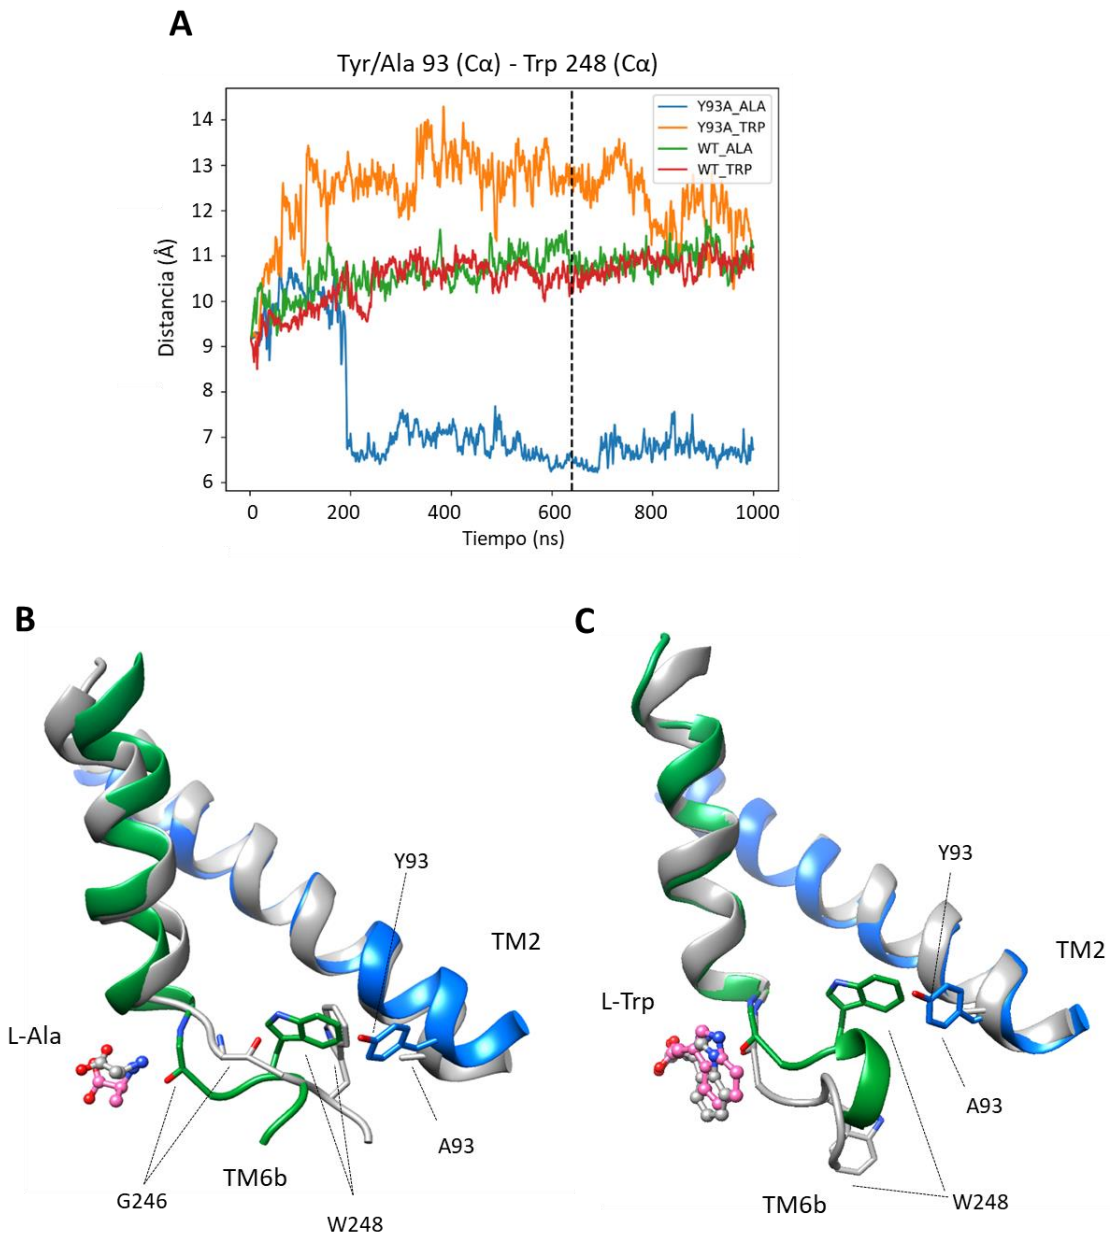 A
Tyr/Ala 93 (Cα) - Trp 248 (Cα)
Y93A_ALA
Y93A_TRP
WT_ALA
WT_TRP
Distancia (Å)
14
13
12
11
10
9
8
7
6
0 200 400 600 800 1000
Tiempo (ns)
B
Y93
TM2
L-Ala
A93
TM6b
G246
W248
C
Y93
TM2
L-Trp
A93
TM6b
W248